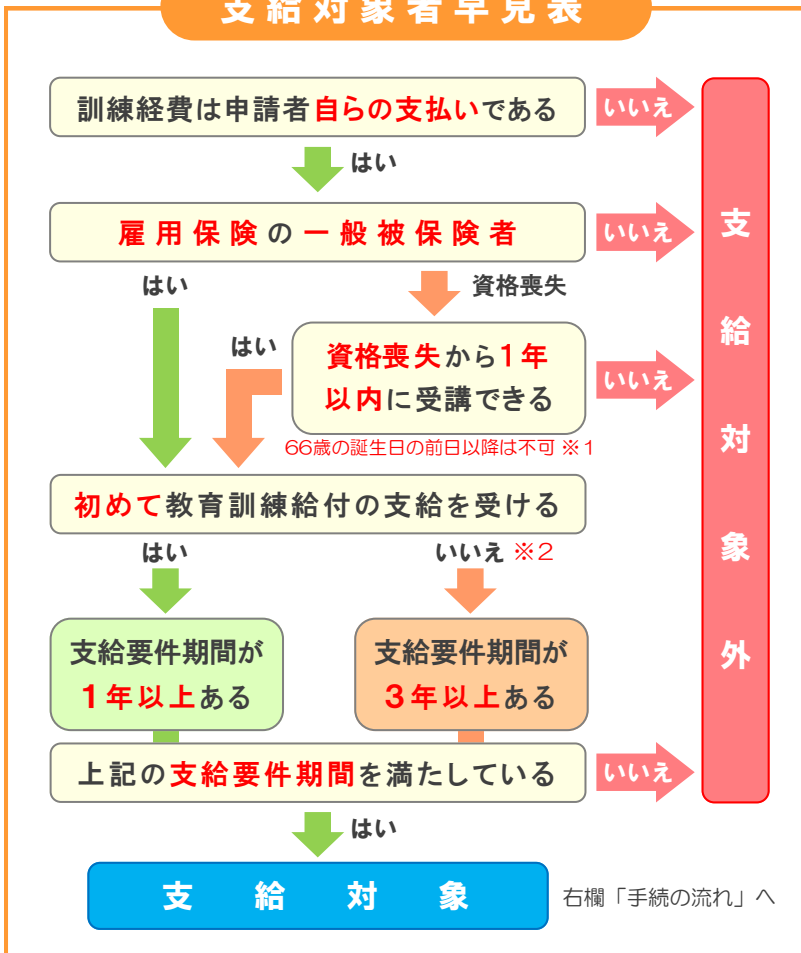 支給対象者早見表
訓練経費は申請者自らの支払いである
いいえ
はい
雇用保険の一般被保険者
いいえ
はい
資格喪失
はい
資格喪失から1年
以内に受講できる
いいえ
66歳の誕生日の前日以降は不可 ※1
初めて教育訓練給付の支給を受ける
はい
いいえ ※2
支給要件期間が
1年以上ある
支給要件期間が
3年以上ある
上記の支給要件期間を満たしている
いいえ
はい
支給対象
右欄「手続の流れ」へ
支給対象外